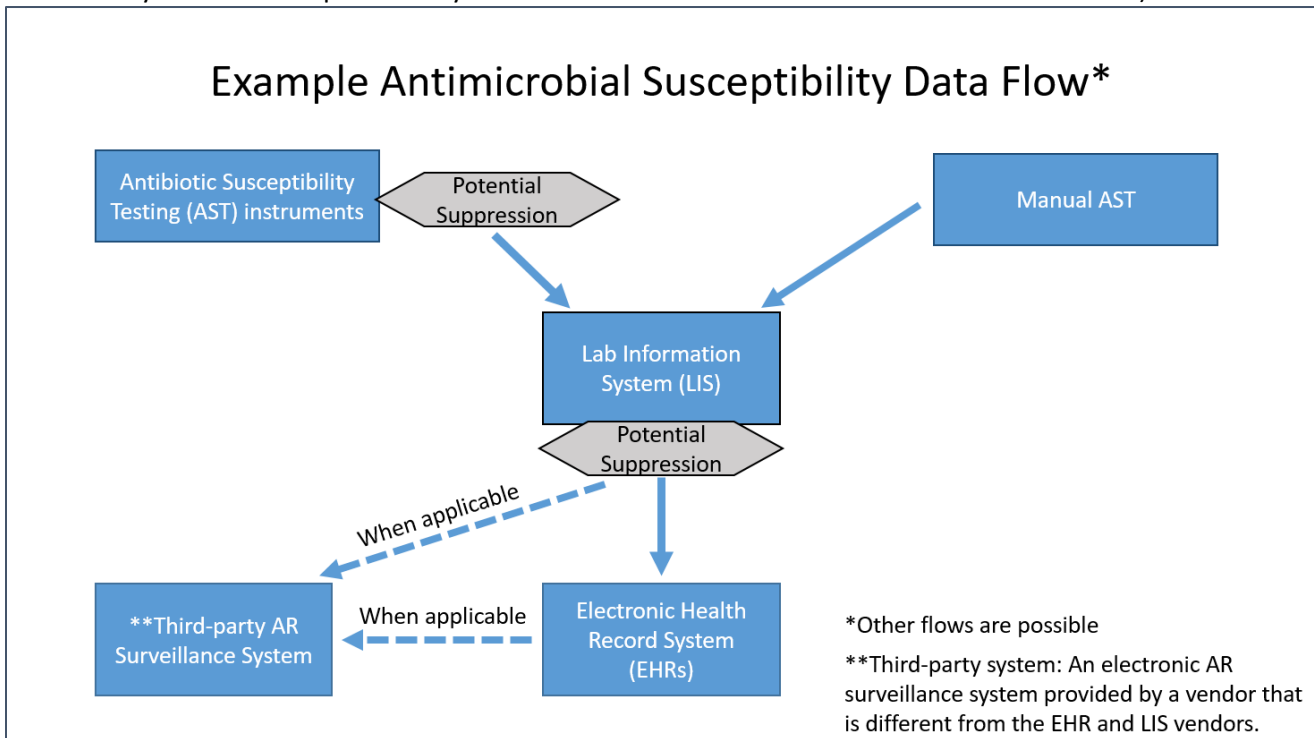 Example Antimicrobial Susceptibility Data Flow*
Antibiotic Susceptibility
Testing (AST) instruments
Potential
Suppression
Manual AST
Lab Information
System (LIS)
Potential
Suppression
When applicable
**Third-party AR
Surveillance System
When applicable
Electronic Health
Record System
(EHRs)
*Other flows are possible
**Third-party system: An electronic AR
surveillance system provided by a vendor that
is different from the EHR and LIS vendors.